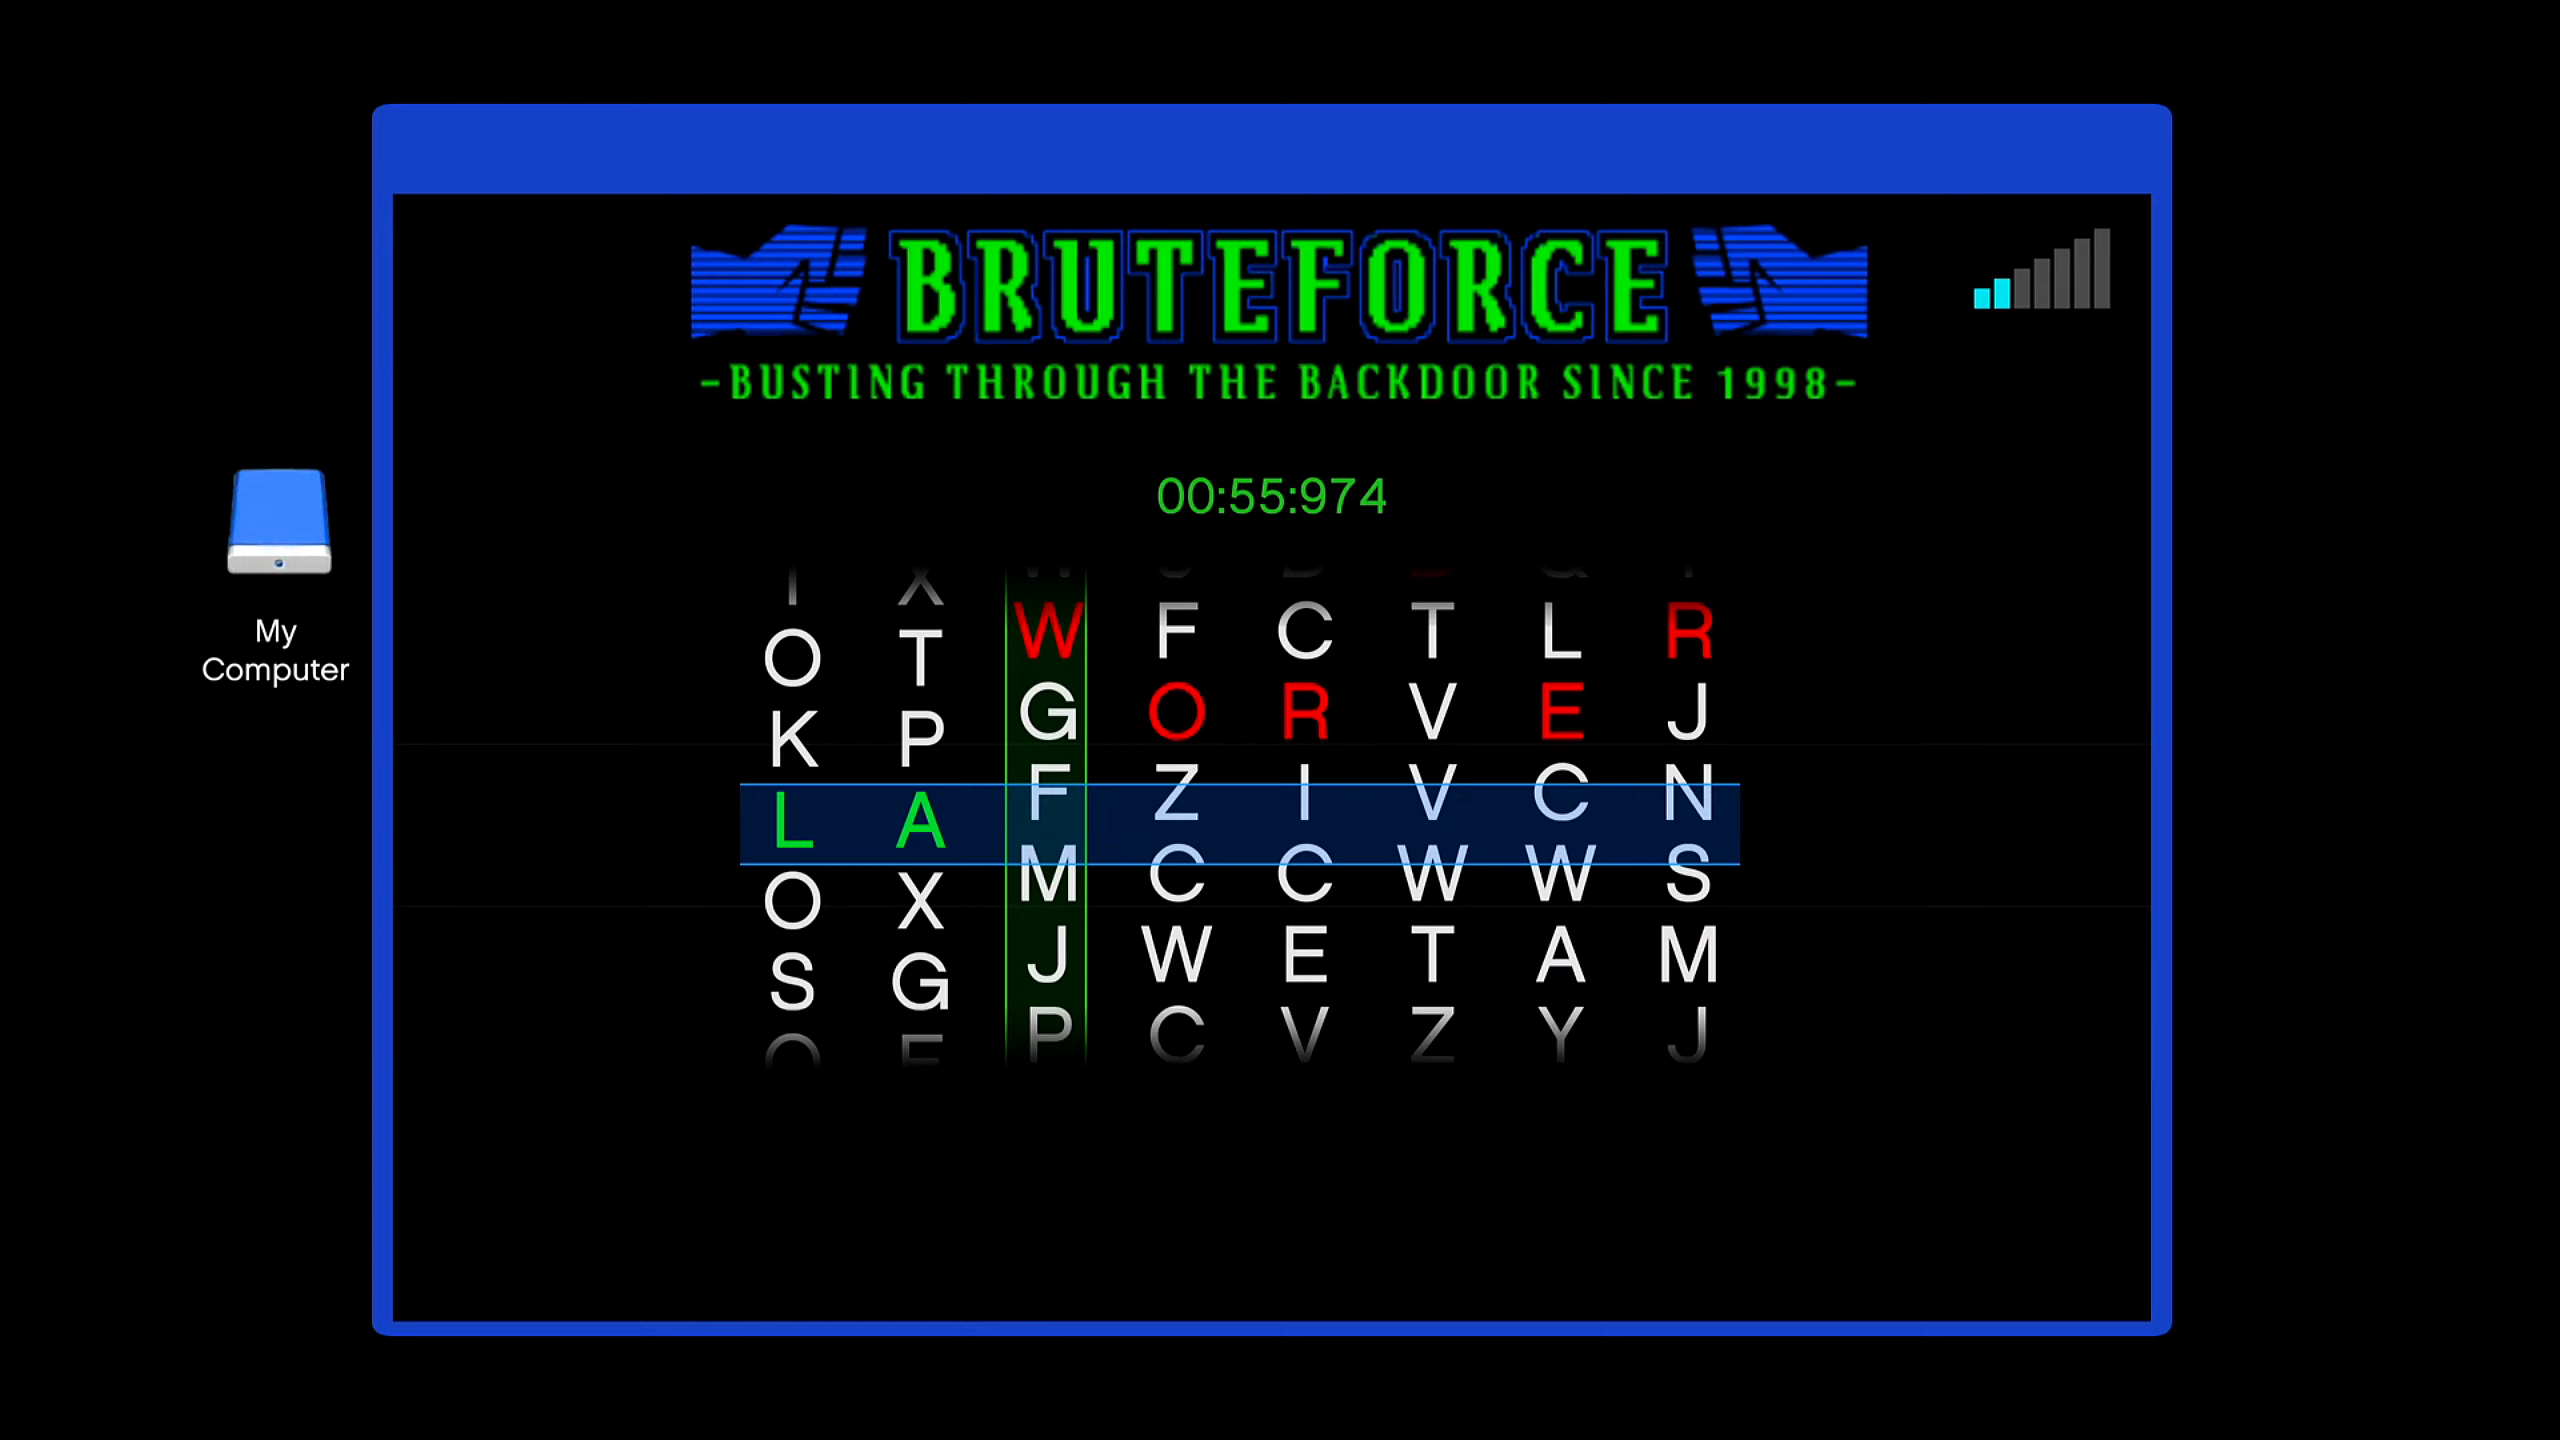 BRUTEFORCE
-BUSTING THROUGH THE BACKDOOR SINCE 1998-
00:55:974
My
Computer
X
O T W F C T L R
K P G O R V E J
L A F Z I V C N
O X M C C W W S
S G J W E T A M
P C V Z Y J